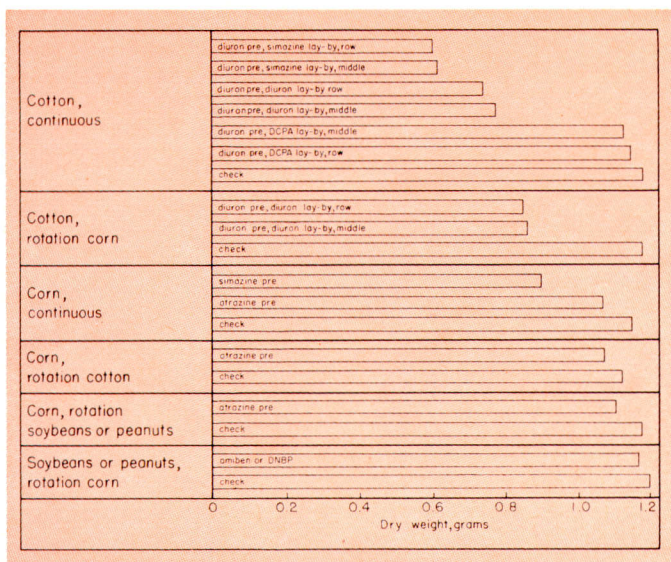 Cotton,
continuous
diuron pre, simazine lay-by, row
diuron pre, simazine lay-by, middle
diuron pre, diuron lay-by row
diuron pre, diuron lay-by, middle
diuron pre, DCPA lay-by, middle
diuron pre, DCPA lay-by, row
check
Cotton,
rotation corn
diuron pre, diuron lay-by, row
diuron pre, diuron lay-by, middle
check
Corn,
continuous
simazine pre
atrazine pre
check
Corn,
rotation cotton
atrazine pre
check
Corn, rotation
soybeans or peanuts
atrazine pre
check
Soybeans or peanuts,
rotation corn
amiben or DNBP
check
0 0.2 0.4 0.6 0.8 1.0 1.2
Dry weight, grams